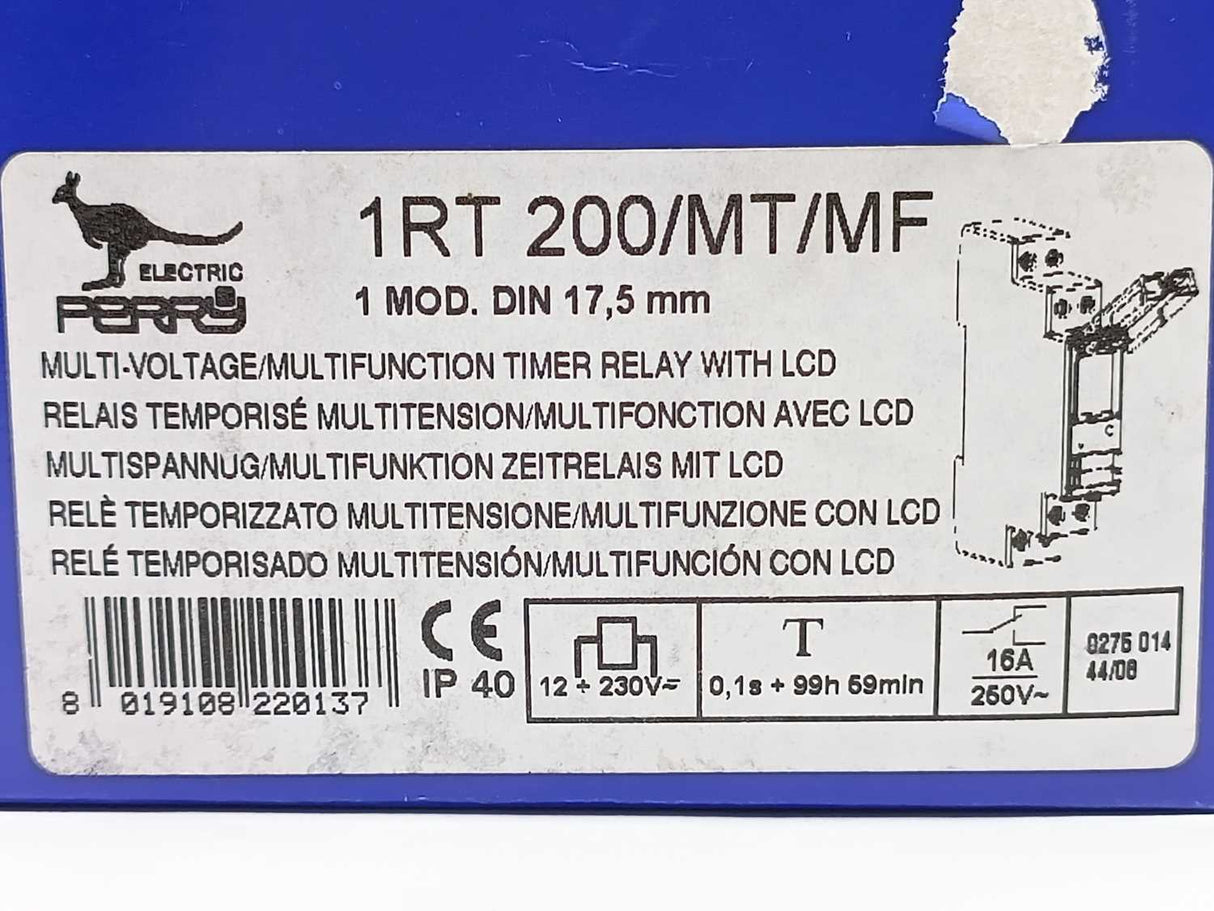 1RT 200/MT/MF
ELECTRIC
PERRY
1 MOD. DIN 17,5 mm
MULTI-VOLTAGE/MULTIFUNCTION TIMER RELAY WITH LCD
RELAIS TEMPORISÉ MULTITENSION/MULTIFONCTION AVEC LCD
MULTISPANNUG/MULTIFUNKTION ZEITRELAIS MIT LCD
RELÈ TEMPORIZZATO MULTITENSIONE/MULTIFUNZIONE CON LCD
RELÉ TEMPORISADO MULTITENSIÓN/MULTIFUNCIÓN CON LCD
CE
IP 40
8 019108 220137
12 ÷ 230V≂
T
0,1s ÷ 99h 59min
16A
250V~
0275 014
44/08